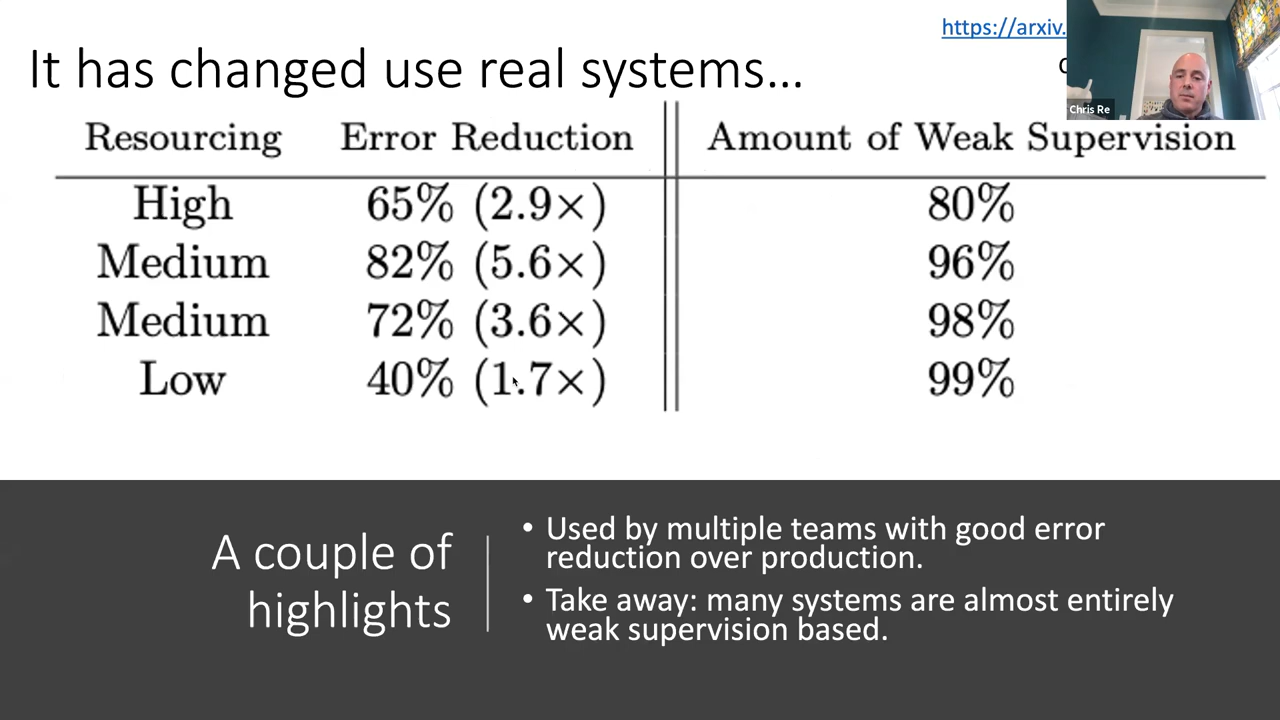 https://arxiv.
It has changed use real systems...
Chris Re
Resourcing Error Reduction Amount of Weak Supervision
High 65% (2.9×) 80%
Medium 82% (5.6×) 96%
Medium 72% (3.6×) 98%
Low 40% (1.7×) 99%
A couple of
highlights
• Used by multiple teams with good error
reduction over production.
• Take away: many systems are almost entirely
weak supervision based.